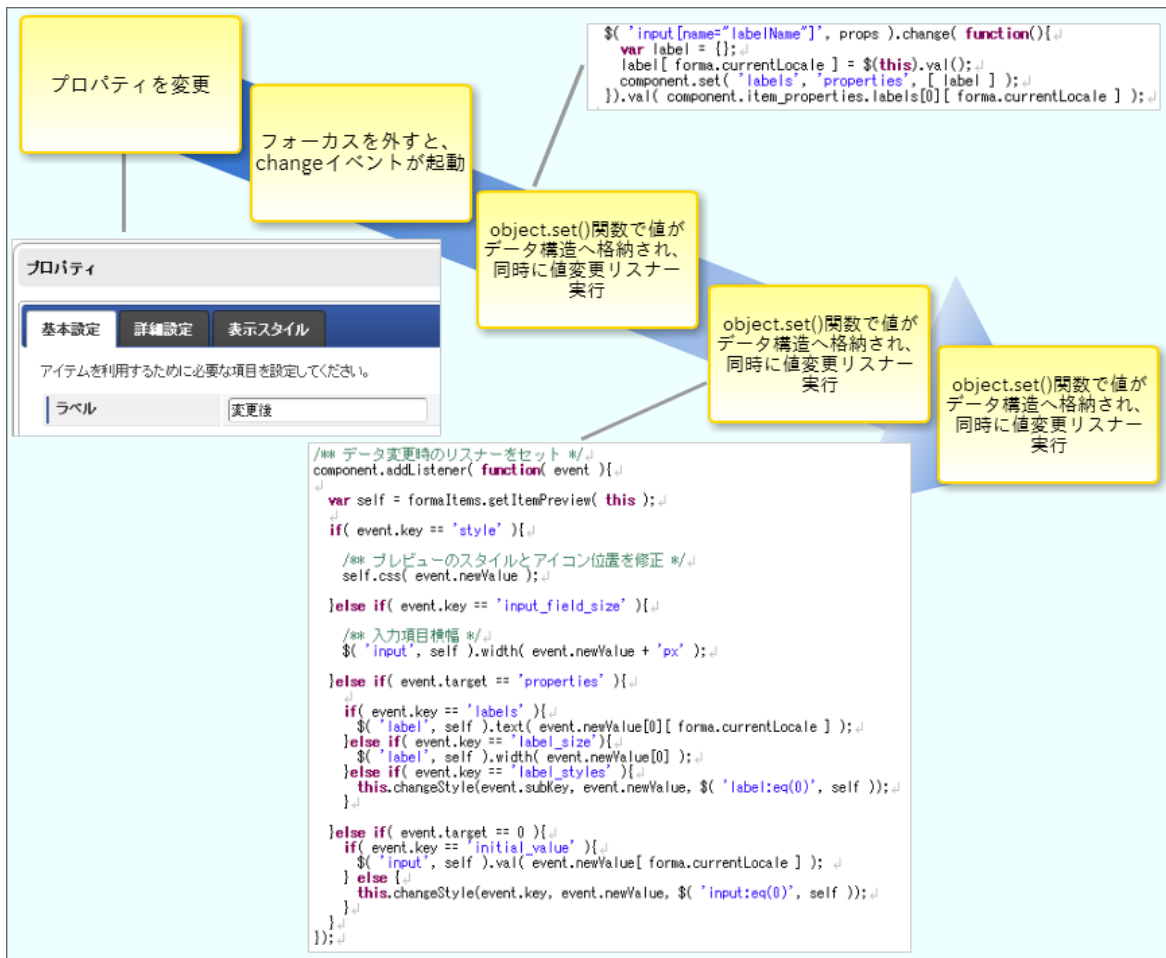 プロパティを変更
フォーカスを外すと、
changeイベントが起動
object.set()関数で値が
データ構造へ格納され、
同時に値変更リスナー
実行
object.set()関数で値が
データ構造へ格納され、
同時に値変更リスナー
実行
object.set()関数で値が
データ構造へ格納され、
同時に値変更リスナー
実行
$( 'input[name="labelName"]', props ).change( function(){↲
var label = {};↲
label[ forma.currentLocale ] = $(this).val();↲
component.set( 'labels', 'properties', [ label ] );↲
}).val( component.item_properties.labels[0][ forma.currentLocale ] );↲
プロパティ
基本設定 詳細設定 表示スタイル
アイテムを利用するために必要な項目を設定してください。
ラベル 変更後
/** データ変更時のリスナーをセット */↲
component.addListener( function( event ){↲
↲
var self = formaItems.getItemPreview( this );↲
↲
if( event.key == 'style' ){↲
/** プレビューのスタイルとアイコン位置を修正 */↲
self.css( event.newValue );↲
}else if( event.key == 'input_field_size' ){↲
/** 入力項目横幅 */↲
$( 'input', self ).width( event.newValue + 'px' );↲
}else if( event.target == 'properties' ){↲
↲
if( event.key == 'labels' ){↲
$( 'label', self ).text( event.newValue[0][ forma.currentLocale ] );↲
}else if( event.key == 'label_size'){↲
$( 'label', self ).width( event.newValue[0] );↲
}else if( event.key == 'label_styles' ){↲
this.changeStyle(event.subKey, event.newValue, $( 'label:eq(0)', self ));↲
}↲
}else if( event.target == 0 ){↲
if( event.key == 'initial_value' ){↲
$( 'input', self ).val( event.newValue[ forma.currentLocale ] ); ↲
} else {↲
this.changeStyle(event.key, event.newValue, $( 'input:eq(0)', self ));↲
}↲
}↲
});↲